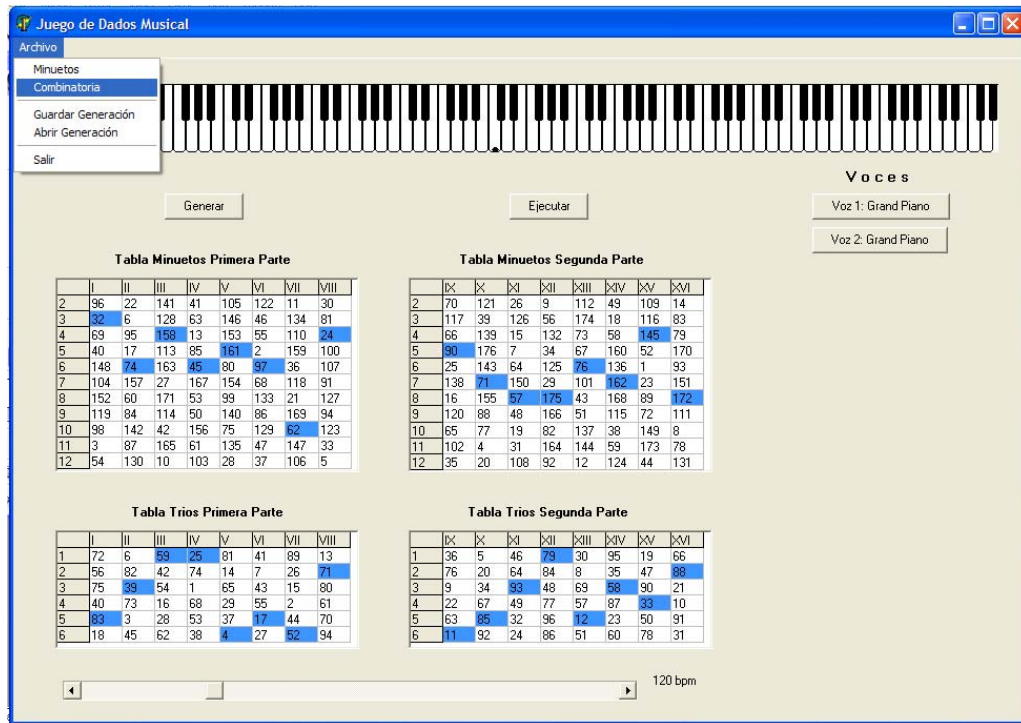 Juego de Dados Musical
Archivo
Minuetos
Combinatoria
Guardar Generación
Abrir Generación
Salir
Voces
Generar Ejecutar Voz 1: Grand Piano
Voz 2: Grand Piano
Tabla Minuetos Primera Parte Tabla Minuetos Segunda Parte
I II III IV V VI VII VIII IX X XI XII XIII XIV XV XVI
2 96 22 141 41 105 122 11 30 2 70 121 26 9 112 49 109 14
3 32 6 128 63 146 46 134 81 3 117 39 126 56 174 18 116 83
4 69 95 158 13 153 55 110 24 4 66 139 15 132 73 58 145 79
5 40 17 113 85 161 2 159 100 5 90 176 7 34 67 160 52 170
6 148 74 163 45 80 97 36 107 6 25 143 64 125 76 136 1 93
7 104 157 27 167 154 68 118 91 7 138 71 150 29 101 162 23 151
8 152 60 171 53 99 133 21 127 8 16 155 57 175 43 168 89 172
9 119 84 114 50 140 86 169 94 9 120 88 48 166 51 115 72 111
10 98 142 42 156 75 129 62 123 10 65 77 19 82 137 38 149 8
11 3 87 165 61 135 47 147 33 11 102 4 31 164 144 59 173 78
12 54 130 10 103 28 37 106 5 12 35 20 108 92 12 124 44 131
Tabla Trios Primera Parte Tabla Trios Segunda Parte
I II III IV V VI VII VIII IX X XI XII XIII XIV XV XVI
1 72 6 59 25 81 41 89 13 1 36 5 46 79 30 95 19 66
2 56 82 42 74 14 7 26 71 2 76 20 64 84 8 35 47 88
3 75 39 54 1 65 43 15 80 3 9 34 93 48 69 58 90 21
4 40 73 16 68 29 55 2 61 4 22 67 49 77 57 87 33 10
5 83 3 28 53 37 17 44 70 5 63 85 32 96 12 23 50 91
6 18 45 62 38 4 27 52 94 6 11 92 24 86 51 60 78 31
120 bpm